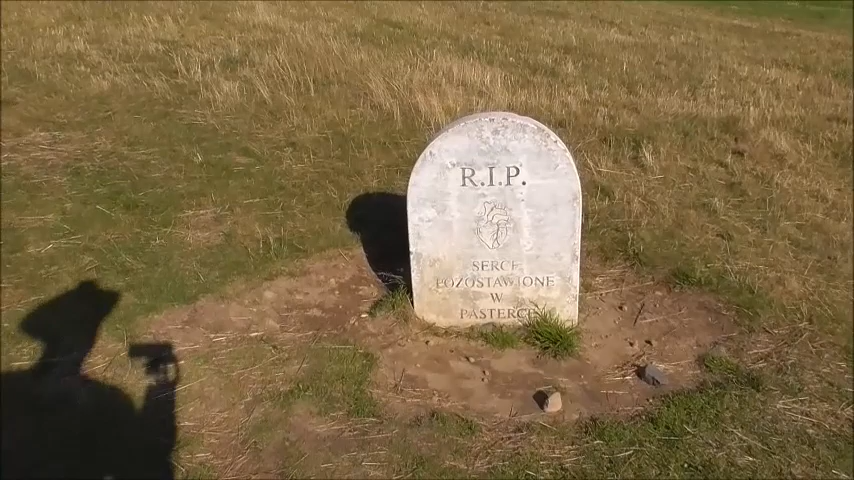 R.I.P.
SERCE
POZOSTAWIONE
W
PASTERCE